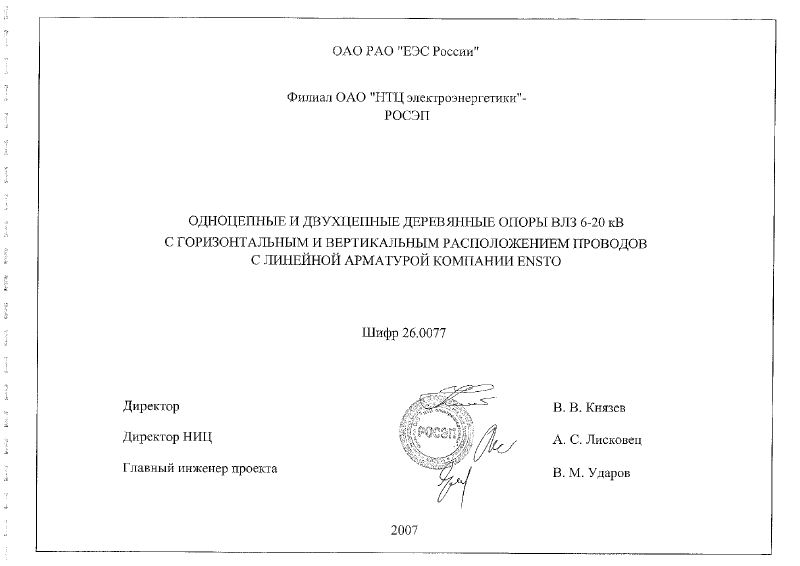 ОАО РАО "ЕЭС России"
Филиал ОАО "НТЦ электроэнергетики"-
РОСЭП
ОДНОЦЕПНЫЕ И ДВУХЦЕПНЫЕ ДЕРЕВЯННЫЕ ОПОРЫ ВЛЗ 6-20 кВ
С ГОРИЗОНТАЛЬНЫМ И ВЕРТИКАЛЬНЫМ РАСПОЛОЖЕНИЕМ ПРОВОДОВ
С ЛИНЕЙНОЙ АРМАТУРОЙ КОМПАНИИ ENSTO
Шифр 26.0077
Директор В. В. Князев
РОСЭП
Директор НИЦ А. С. Лисковец
Главный инженер проекта В. М. Ударов
2007